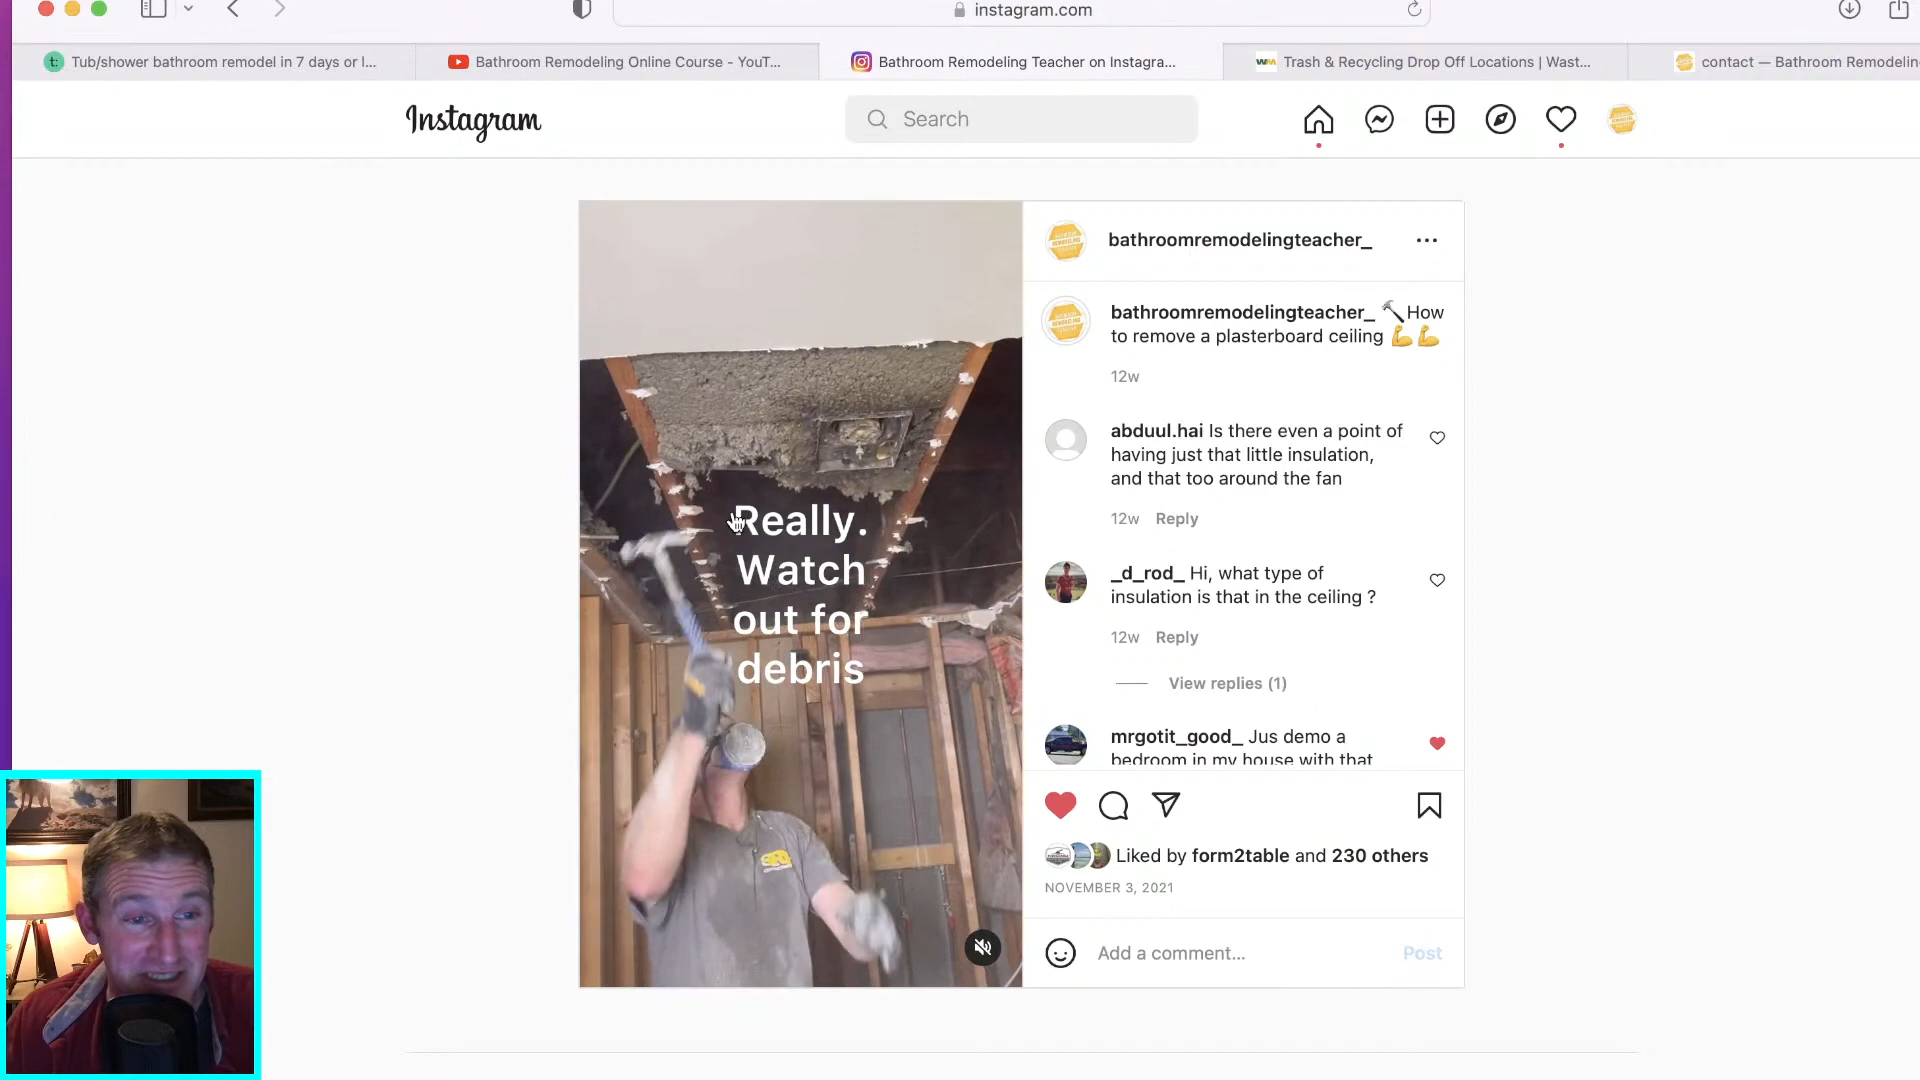 instagram.com
Tub/shower bathroom remodel in 7 days or l...
Bathroom Remodeling Online Course - YouT...
Bathroom Remodeling Teacher on Instagra...
Trash & Recycling Drop Off Locations | Wast...
contact — Bathroom Remodelin
Instagram
Search
Really.
Watch
out for
debris
bathroomremodelingteacher_
bathroomremodelingteacher_ 🔨How
to remove a plasterboard ceiling 💪💪
12w
abduul.hai Is there even a point of
having just that little insulation,
and that too around the fan
12w Reply
_d_rod_ Hi, what type of
insulation is that in the ceiling ?
12w Reply
View replies (1)
mrgotit_good_ Jus demo a
bedroom in my house with that
Liked by form2table and 230 others
NOVEMBER 3, 2021
Add a comment...
Post